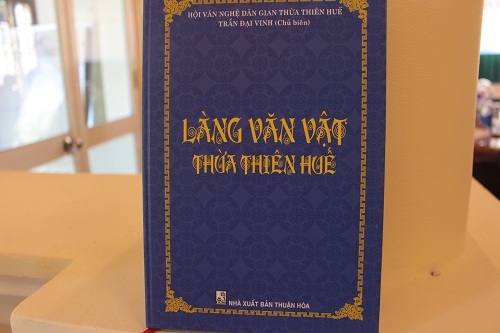 HỘI VĂN NGHỆ DÂN GIAN THỪA THIÊN HUẾ
TRẦN ĐẠI VINH (Chủ biên)
LÀNG VĂN VẬT
THỪA THIÊN HUẾ
NHÀ XUẤT BẢN THUẬN HÓA